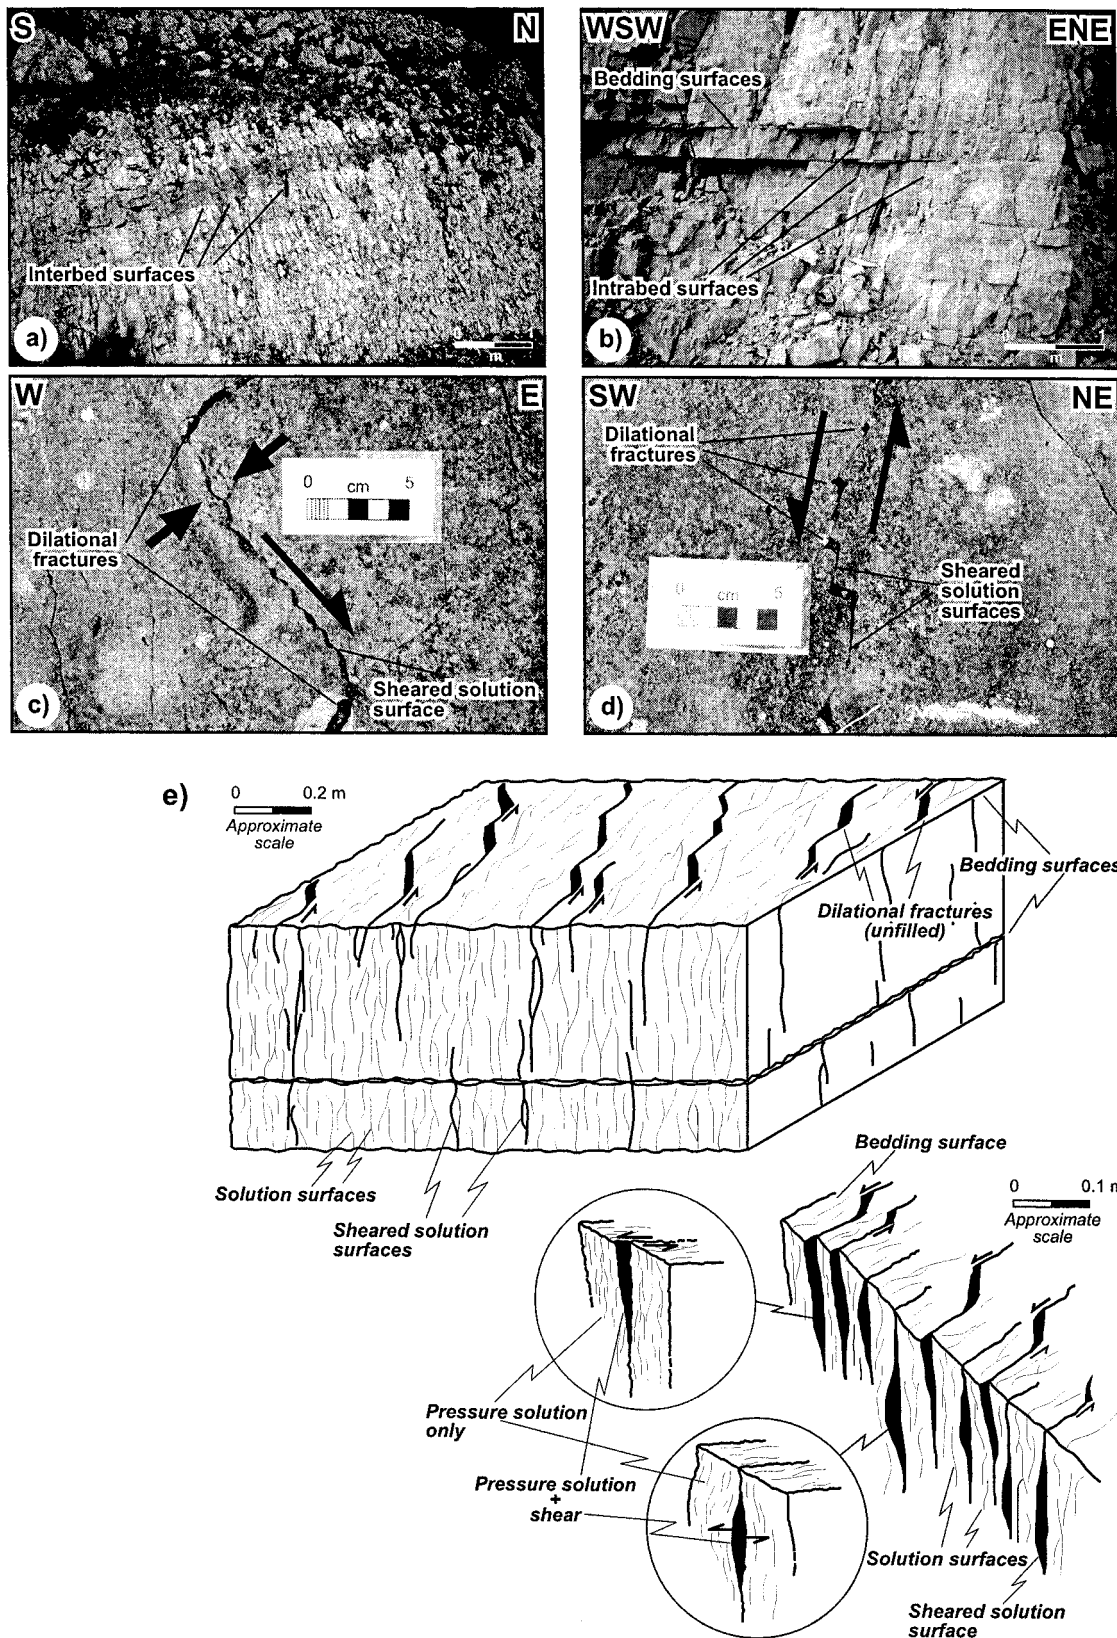 S
N
Interbed surfaces
a)
m
WSW
ENE
Bedding surfaces
Intrabed surfaces
b)
1
m
W
E
0 cm 5
Dilational
fractures
Sheared solution
surface
c)
SW
NE
Dilational
fractures
0 cm 5
Sheared
solution
surfaces
d)
e)
0 0.2 m
Approximate
scale
Bedding surfaces
Dilational fractures
(unfilled)
Solution surfaces
Sheared solution
surfaces
Bedding surface
0 0.1 m
Approximate
scale
Pressure solution
only
Pressure solution
+
shear
Solution surfaces
Sheared solution
surface